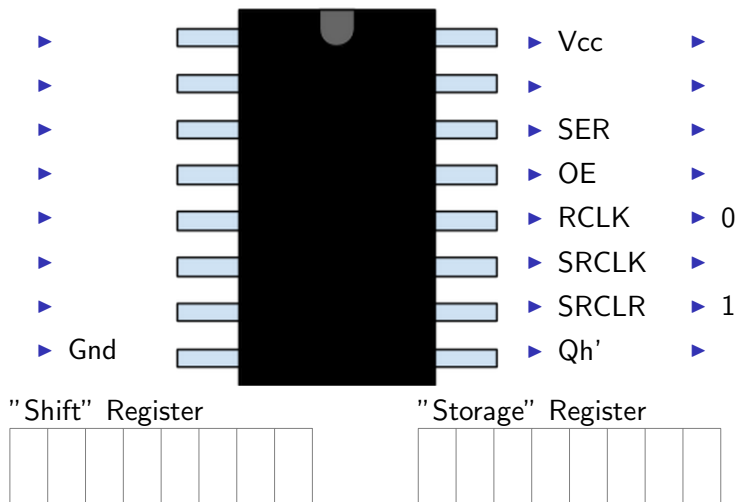 Vcc
SER
OE
RCLK 0
SRCLK
SRCLR 1
Gnd Qh'
"Shift" Register "Storage" Register